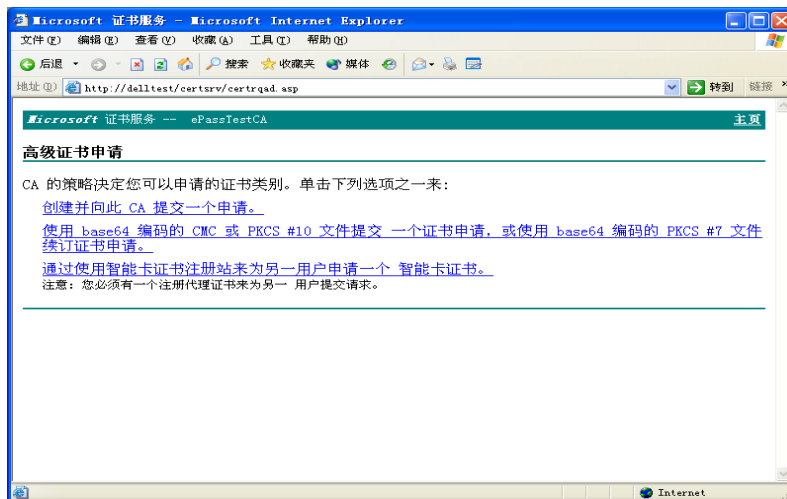 Microsoft 证书服务 - Microsoft Internet Explorer
文件(F) 编辑(E) 查看(V) 收藏(A) 工具(T) 帮助(H)
后退 搜索 收藏夹 媒体
地址(D) http://delltest/certsrv/certrqad.asp 转到 链接 »
Microsoft 证书服务 -- ePassTestCA 主页
高级证书申请
CA 的策略决定您可以申请的证书类别。单击下列选项之一来:
创建并向此 CA 提交一个申请。
使用 base64 编码的 CMC 或 PKCS #10 文件提交 一个证书申请，或使用 base64 编码的 PKCS #7 文件
续订证书申请。
通过使用智能卡证书注册站来为另一用户申请一个 智能卡证书。
注意: 您必须有一个注册代理证书来为另一 用户提交请求。
Internet